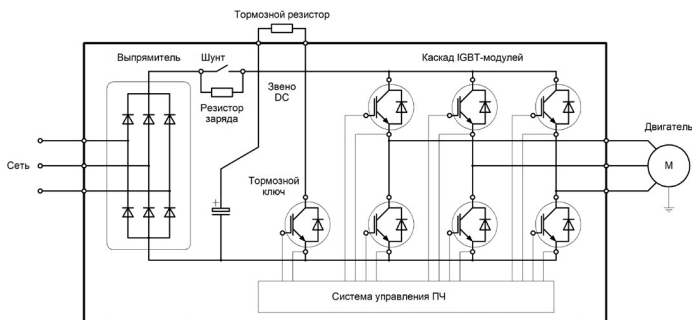 Тормозной резистор
Выпрямитель
Шунт
Каскад IGBT-модулей
Резистор
заряда
Звено
DC
Двигатель
Сеть
M
Тормозной
ключ
+
Система управления ПЧ